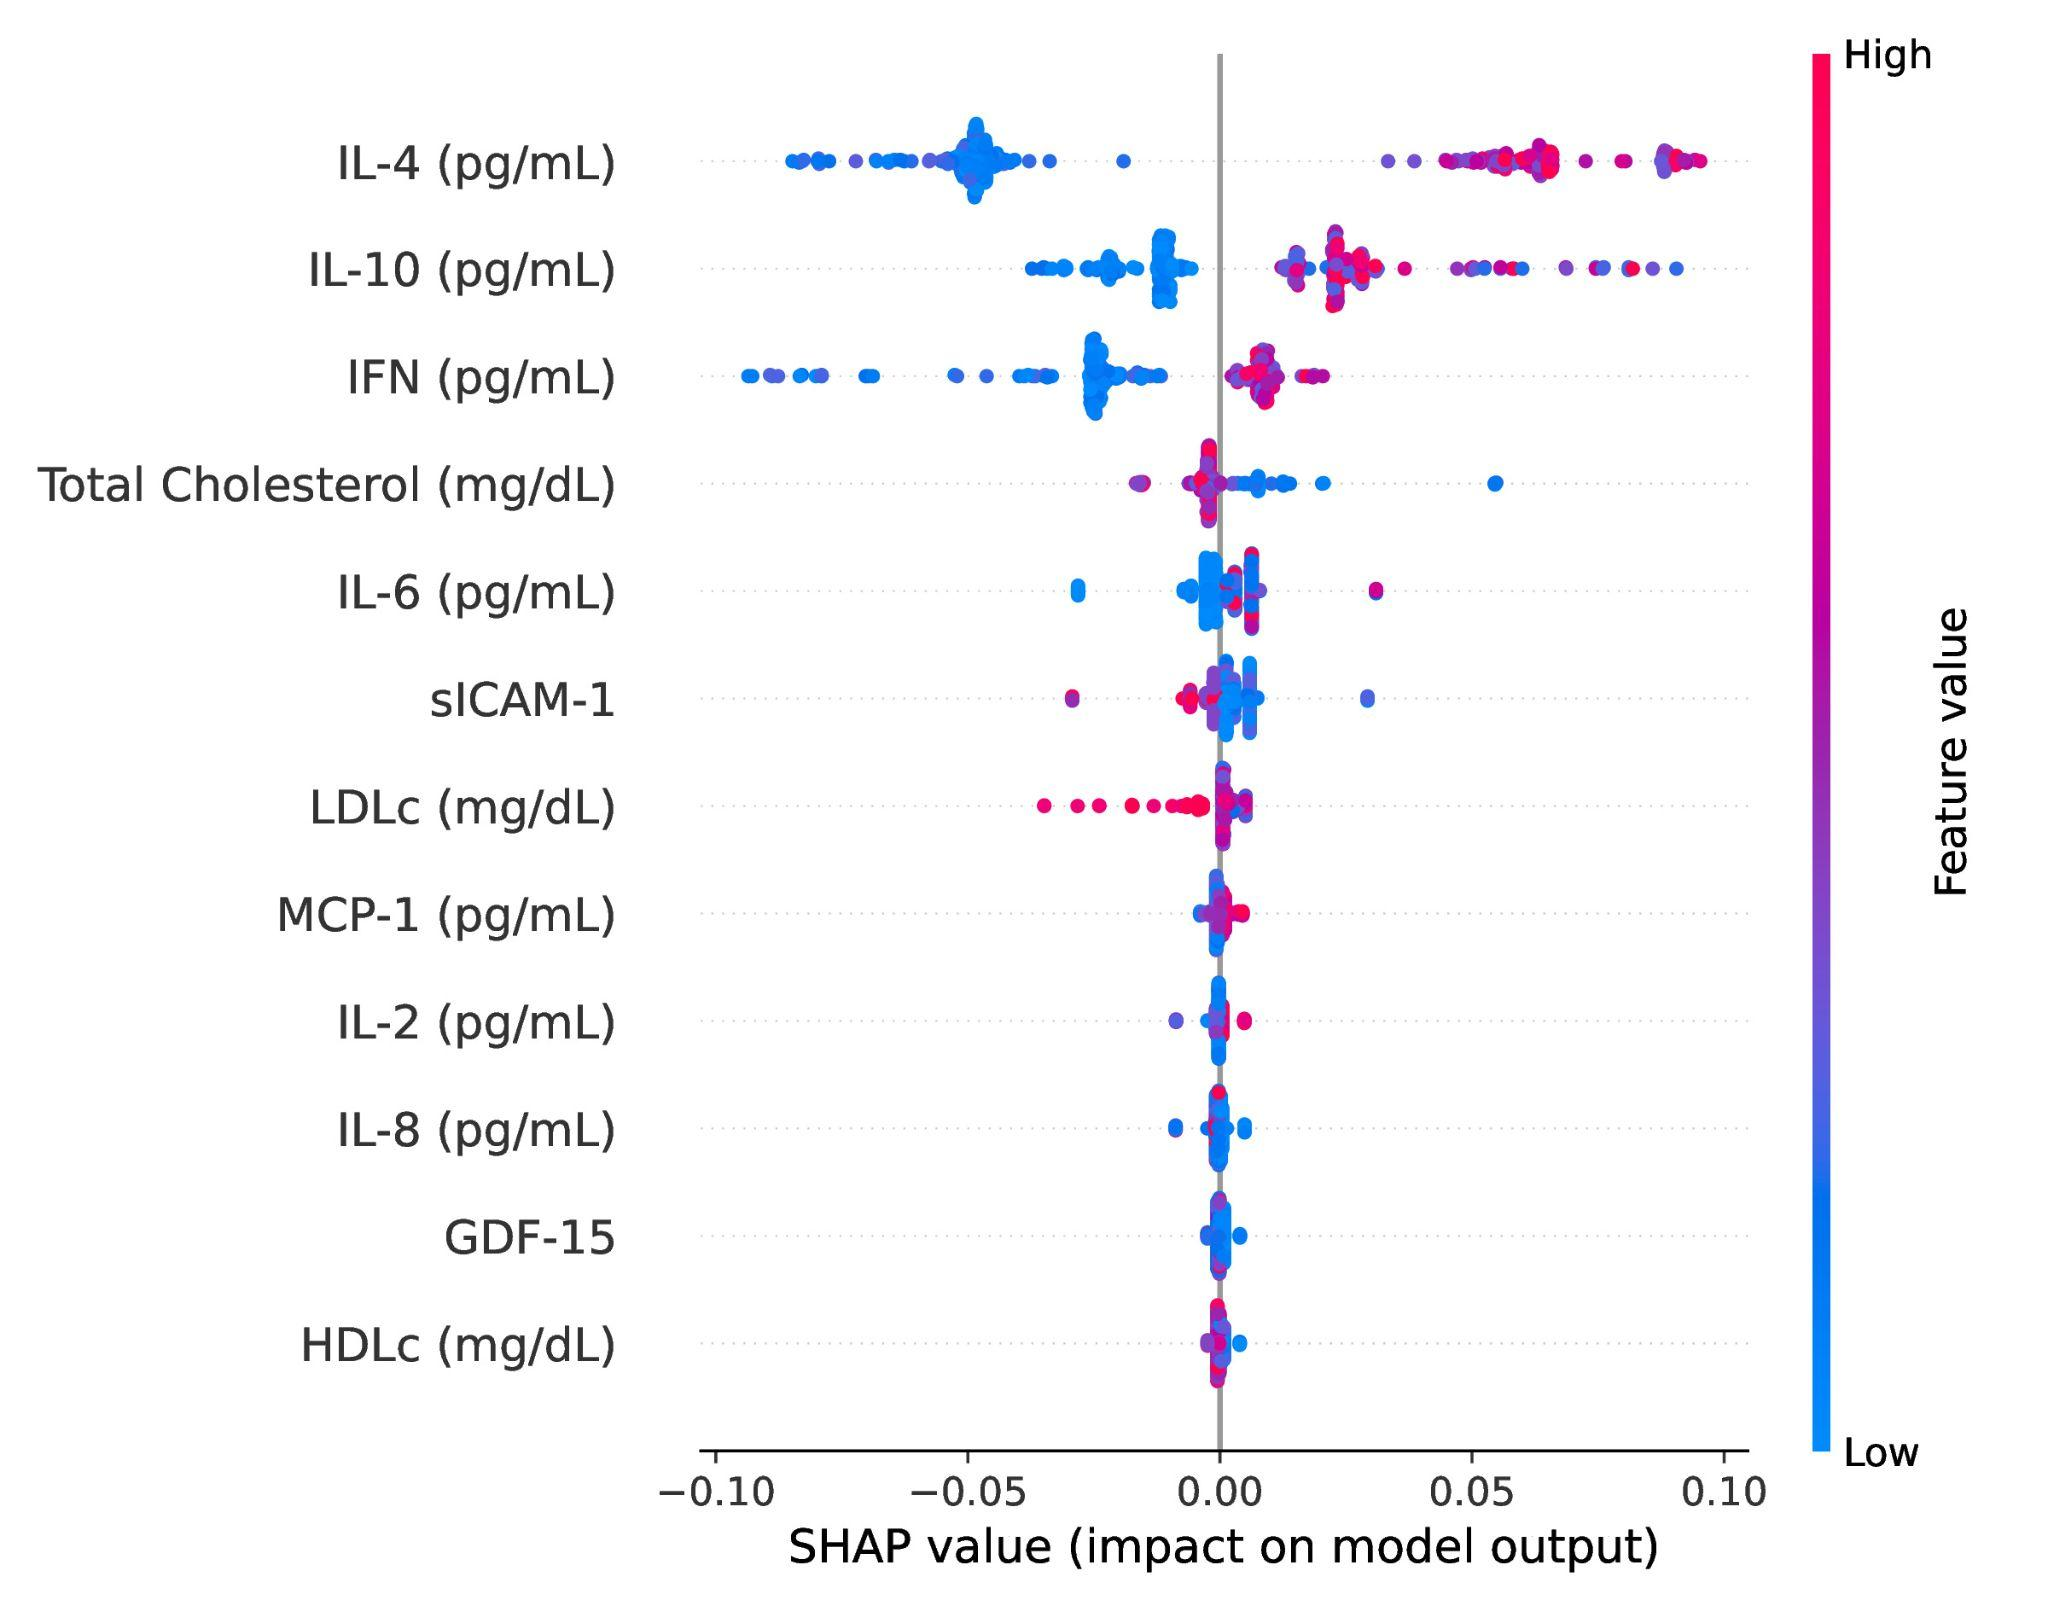 High
IL-4 (pg/mL)
IL-10 (pg/mL)
IFN (pg/mL)
Total Cholesterol (mg/dL)
IL-6 (pg/mL)
sICAM-1
LDLc (mg/dL)
MCP-1 (pg/mL)
IL-2 (pg/mL)
IL-8 (pg/mL)
GDF-15
HDLc (mg/dL)
Feature value
Low
−0.10 −0.05 0.00 0.05 0.10
SHAP value (impact on model output)